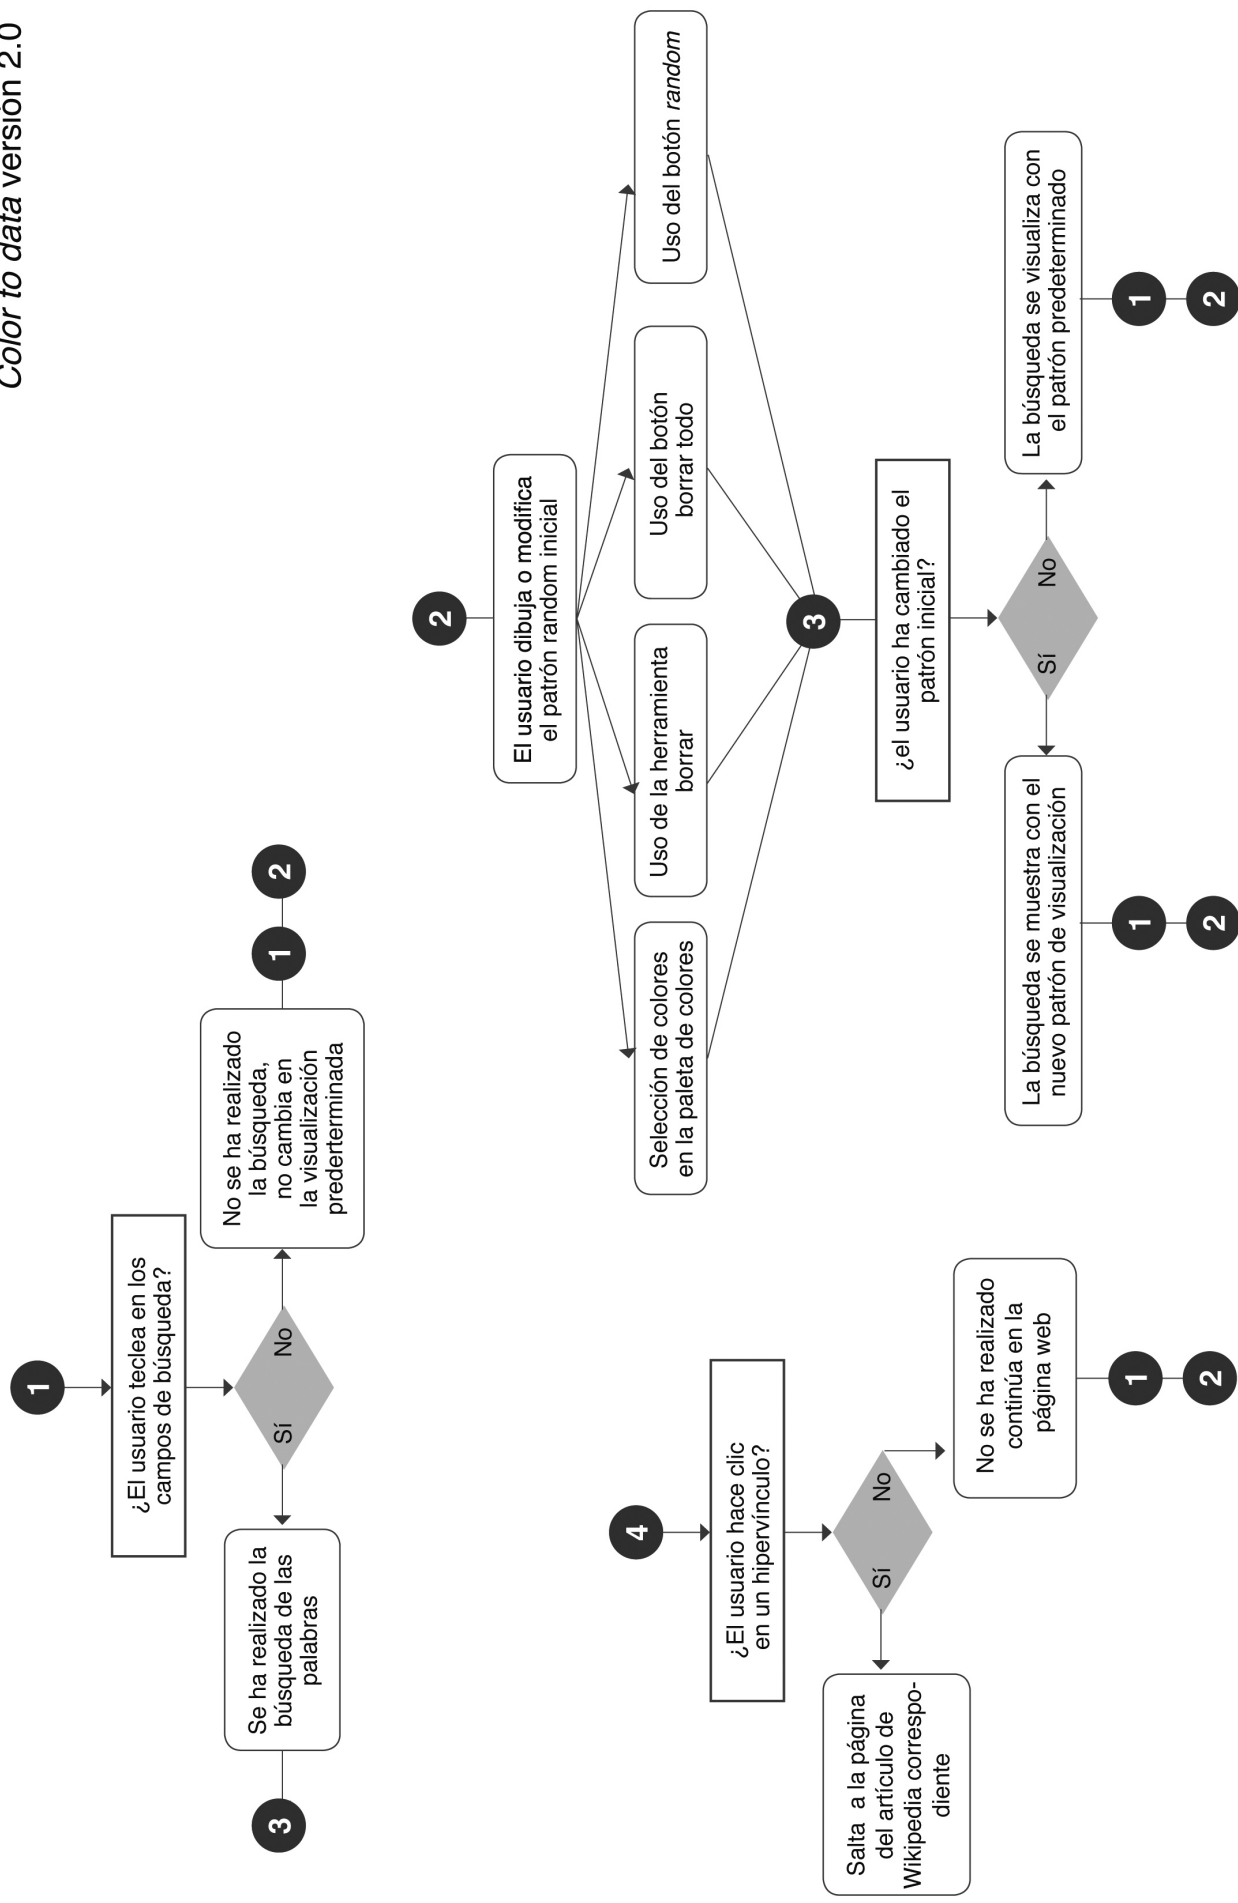 Color to data versión 2.0
1
¿El usuario teclea en los
campos de búsqueda?
Sí
No
Se ha realizado la
búsqueda de las
palabras
3
No se ha realizado
la búsqueda,
no cambia en
la visualización
prederterminada
1
2
4
¿El usuario hace clic
en un hipervínculo?
Sí
No
Salta a la página
del artículo de
Wikipedia correspo-
diente
No se ha realizado
continúa en la
página web
1
2
2
El usuario dibuja o modifica
el patrón random inicial
Selección de colores
en la paleta de colores
Uso de la herramienta
borrar
Uso del botón
borrar todo
Uso del botón random
3
¿el usuario ha cambiado el
patrón inicial?
Sí
No
La búsqueda se muestra con el
nuevo patrón de visualización
1
2
La búsqueda se visualiza con
el patrón predeterminado
1
2